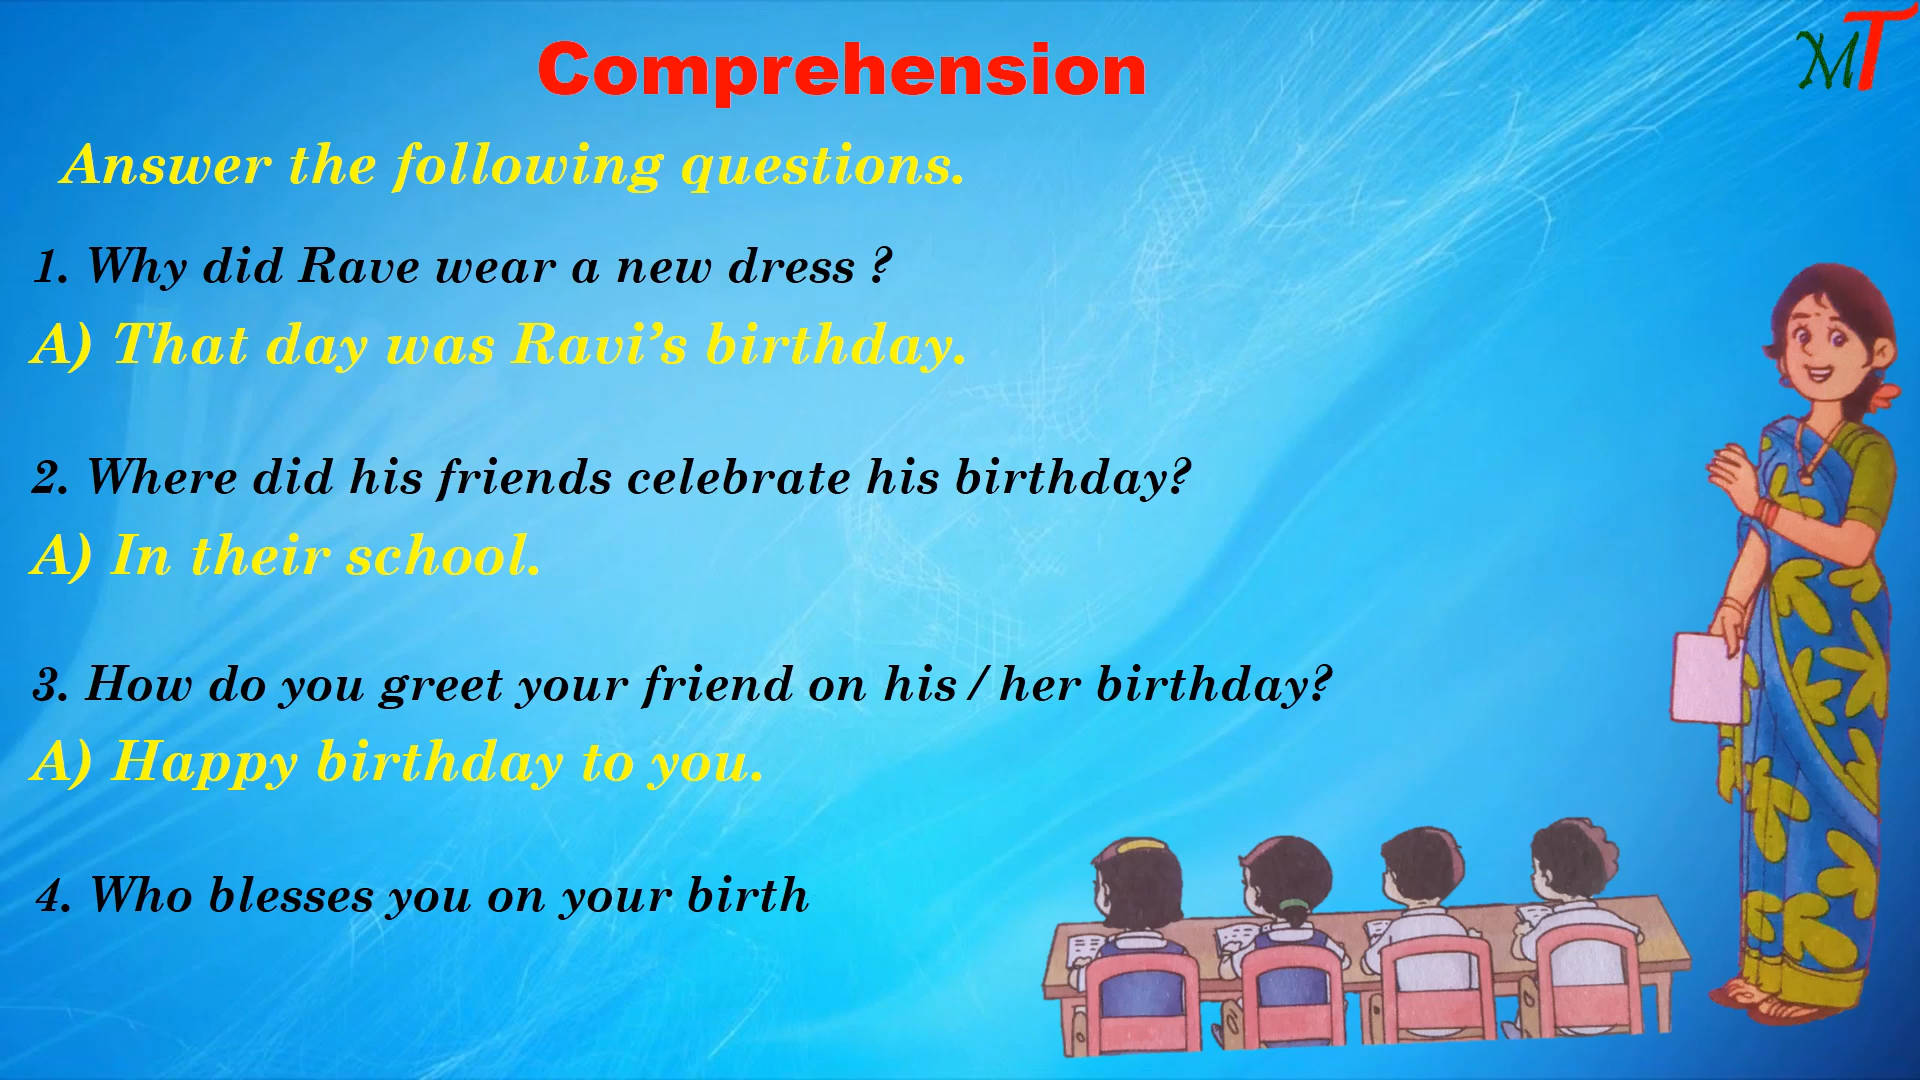 MT
Comprehension
Answer the following questions.
1. Why did Rave wear a new dress ?
A) That day was Ravi’s birthday.
2. Where did his friends celebrate his birthday?
A) In their school.
3. How do you greet your friend on his / her birthday?
A) Happy birthday to you.
4. Who blesses you on your birth